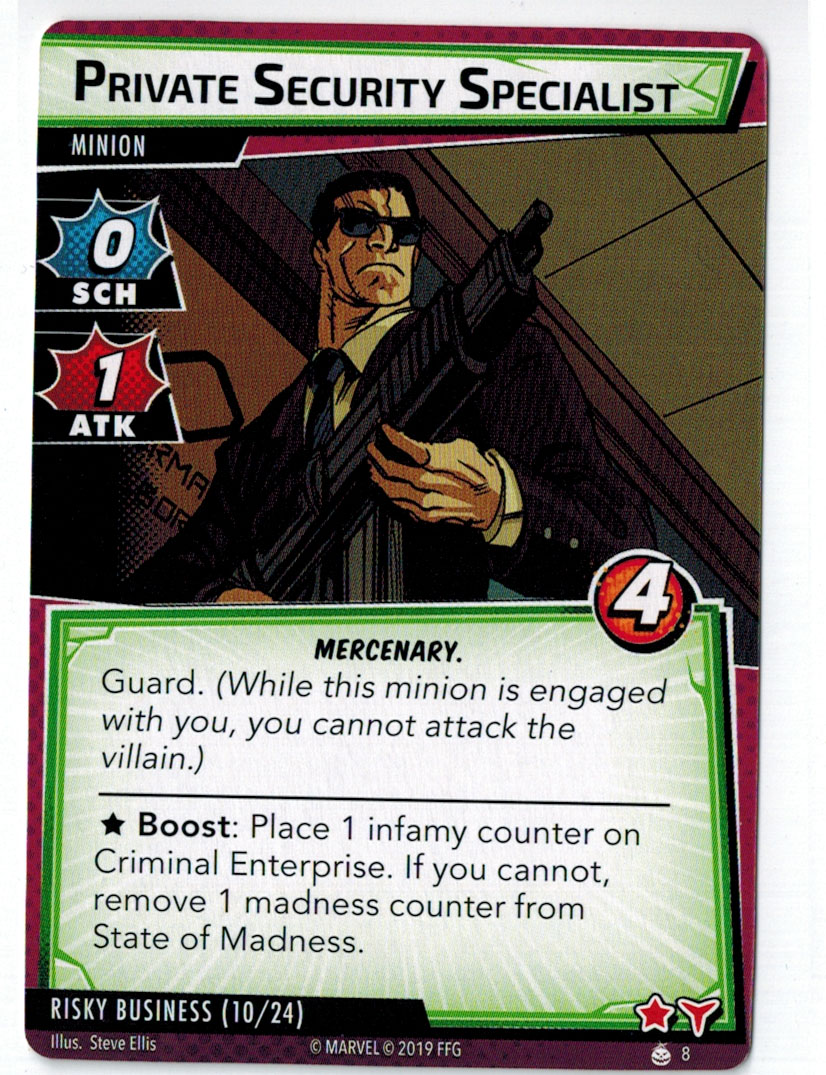 PRIVATE SECURITY SPECIALIST
MINION
0
SCH
1
ATK
RMA
OR
4
MERCENARY.
Guard. (While this minion is engaged
with you, you cannot attack the
villain.)
★ Boost: Place 1 infamy counter on
Criminal Enterprise. If you cannot,
remove 1 madness counter from
State of Madness.
RISKY BUSINESS (10/24)
Illus. Steve Ellis
© MARVEL © 2019 FFG
8